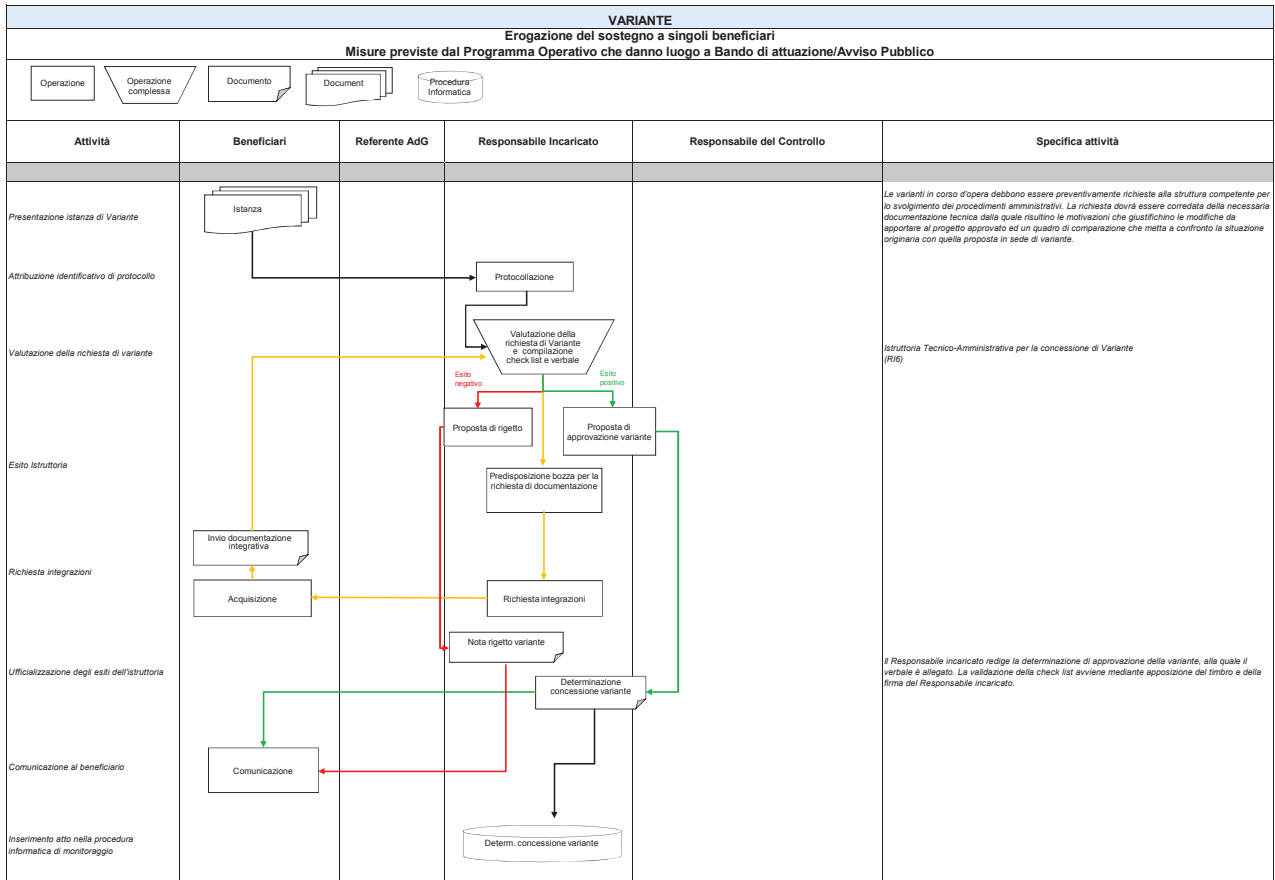 VARIANTE
Erogazione del sostegno a singoli beneficiari
Misure previste dal Programma Operativo che danno luogo a Bando di attuazione/Avviso Pubblico
Operazione
Operazione
complessa
Documento
Document
Procedura
Informatica
Attività
Beneficiari
Referente AdG
Responsabile Incaricato
Responsabile del Controllo
Specifica attività
Presentazione istanza di Variante
Istanza
Le varianti in corso d'opera debbono essere preventivamente richieste alla struttura competente per
lo svolgimento dei procedimenti amministrativi. La richiesta dovrà essere corredata della necessaria
documentazione tecnica dalla quale risultino le motivazioni che giustifichino le modifiche da
apportare al progetto approvato ed un quadro di comparazione che metta a confronto la situazione
originaria con quella proposta in sede di variante.
Attribuzione identificativo di protocollo
Protocollazione
Valutazione della richiesta di variante
Valutazione della
richiesta di Variante
e compilazione
check list e verbale
Istruttoria Tecnico-Amministrativa per la concessione di Variante
(RI6)
Esito
negativo
Esito
positivo
Proposta di rigetto
Proposta di
approvazione variante
Esito Istruttoria
Predisposizione bozza per la
richiesta di documentazione
Invio documentazione
integrativa
Richiesta integrazioni
Acquisizione
Richiesta integrazioni
Nota rigetto variante
Ufficializzazione degli esiti dell'istruttoria
Determinazione
concessione variante
Il Responsabile incaricato redige la determinazione di approvazione della variante, alla quale il
verbale è allegato. La validazione della check list avviene mediante apposizione del timbro e della
firma del Responsabile incaricato.
Comunicazione al beneficiario
Comunicazione
Inserimento atto nella procedura
informatica di monitoraggio
Determ. concessione variante